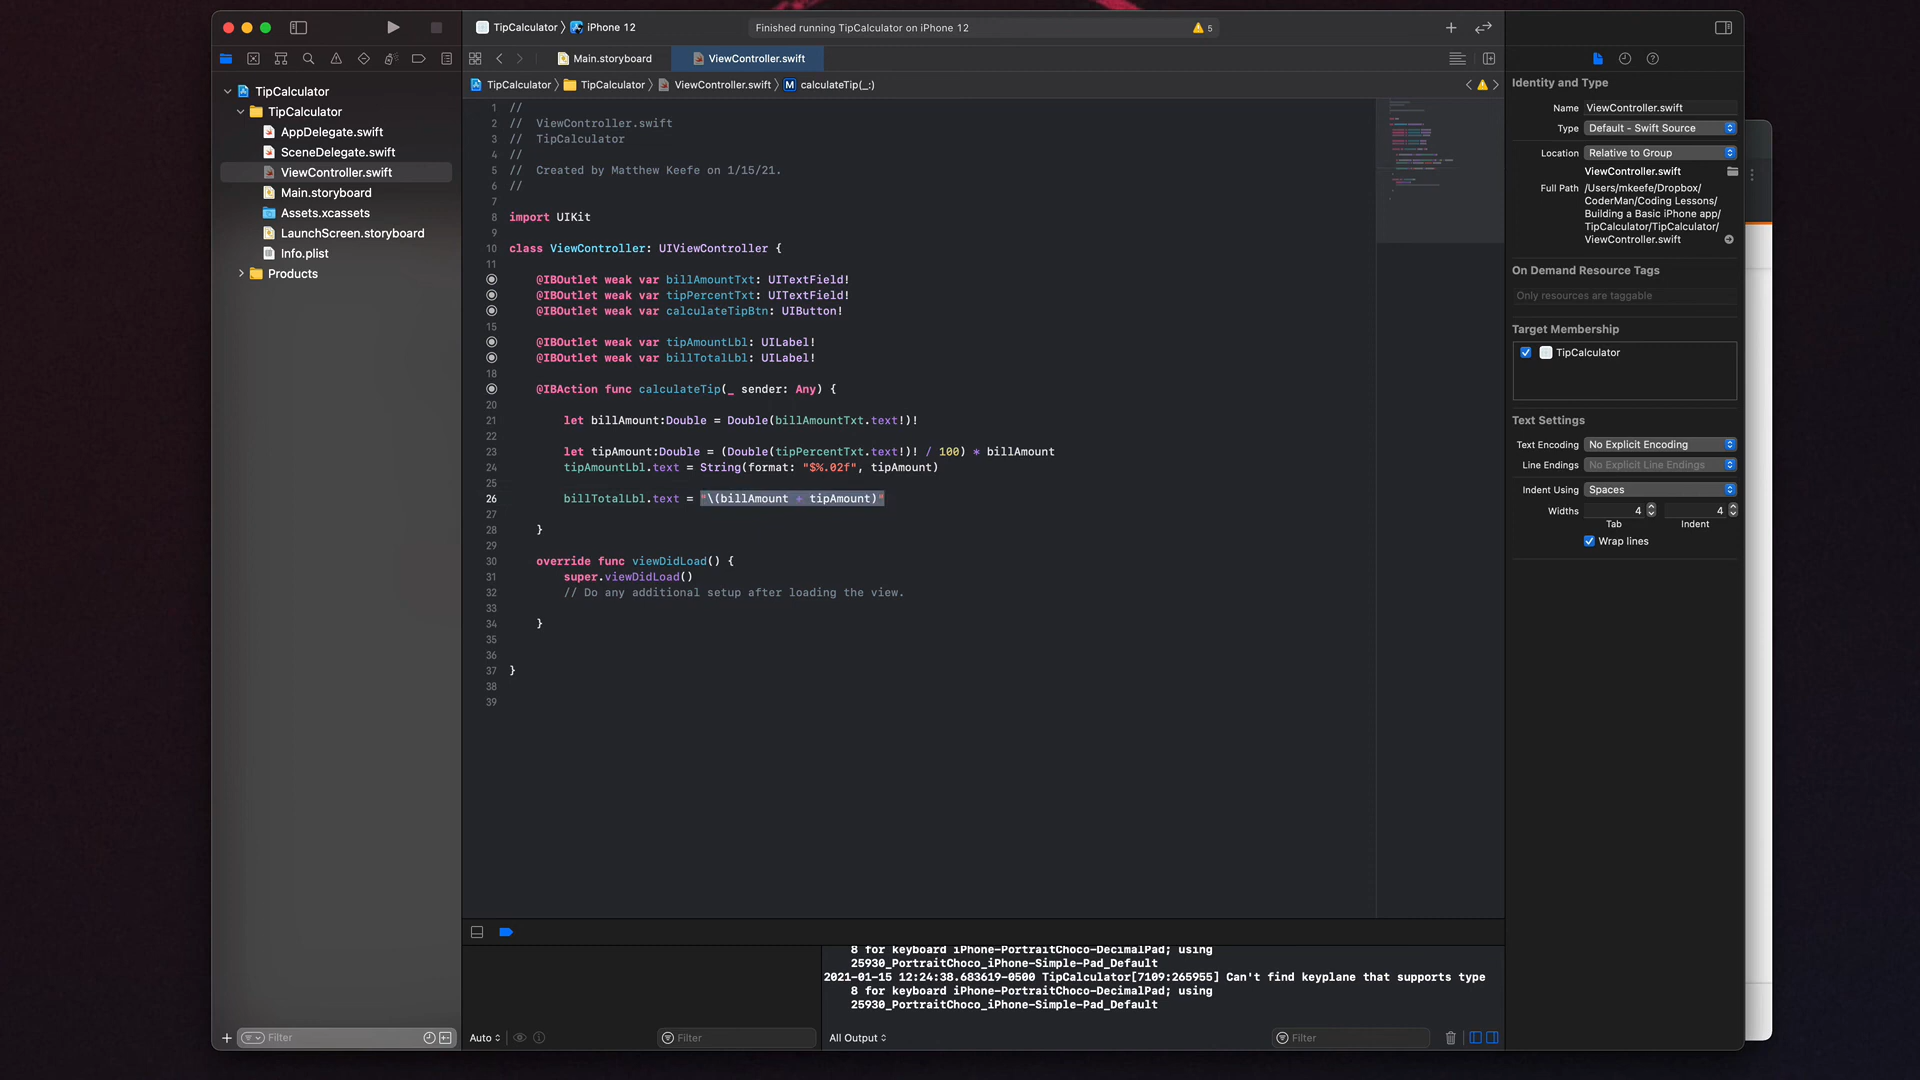 TipCalculator 〉 iPhone 12
Finished running TipCalculator on iPhone 12
5
Main.storyboard
ViewController.swift
TipCalculator 〉 TipCalculator 〉 ViewController.swift 〉 M calculateTip(_:)
TipCalculator
TipCalculator
AppDelegate.swift
SceneDelegate.swift
ViewController.swift
Main.storyboard
Assets.xcassets
LaunchScreen.storyboard
Info.plist
Products
Filter
1 //
2 // ViewController.swift
3 // TipCalculator
4 //
5 // Created by Matthew Keefe on 1/15/21.
6 //
7
8 import UIKit
9
10 class ViewController: UIViewController {
11
@IBOutlet weak var billAmountTxt: UITextField!
@IBOutlet weak var tipPercentTxt: UITextField!
@IBOutlet weak var calculateTipBtn: UIButton!
15
@IBOutlet weak var tipAmountLbl: UILabel!
@IBOutlet weak var billTotalLbl: UILabel!
18
@IBAction func calculateTip(_ sender: Any) {
20
21 let billAmount:Double = Double(billAmountTxt.text!)!
22
23 let tipAmount:Double = (Double(tipPercentTxt.text!)! / 100) * billAmount
24 tipAmountLbl.text = String(format: "$%.02f", tipAmount)
25
26 billTotalLbl.text = "\(billAmount + tipAmount)"
27
28 }
29
30 override func viewDidLoad() {
31 super.viewDidLoad()
32 // Do any additional setup after loading the view.
33
34 }
35
36
37 }
38
39
Auto
Filter
8 for keyboard iPhone-PortraitChoco-DecimalPad; using
25930_PortraitChoco_iPhone-Simple-Pad_Default
2021-01-15 12:24:38.683619-0500 TipCalculator[7109:265955] Can't find keyplane that supports type
8 for keyboard iPhone-PortraitChoco-DecimalPad; using
25930_PortraitChoco_iPhone-Simple-Pad_Default
All Output
Filter
Identity and Type
Name ViewController.swift
Type Default - Swift Source
Location Relative to Group
ViewController.swift
Full Path /Users/mkeefe/Dropbox/
CoderMan/Coding Lessons/
Building a Basic iPhone app/
TipCalculator/TipCalculator/
ViewController.swift
On Demand Resource Tags
Only resources are taggable
Target Membership
TipCalculator
Text Settings
Text Encoding No Explicit Encoding
Line Endings No Explicit Line Endings
Indent Using Spaces
Widths 4 4
Tab Indent
Wrap lines